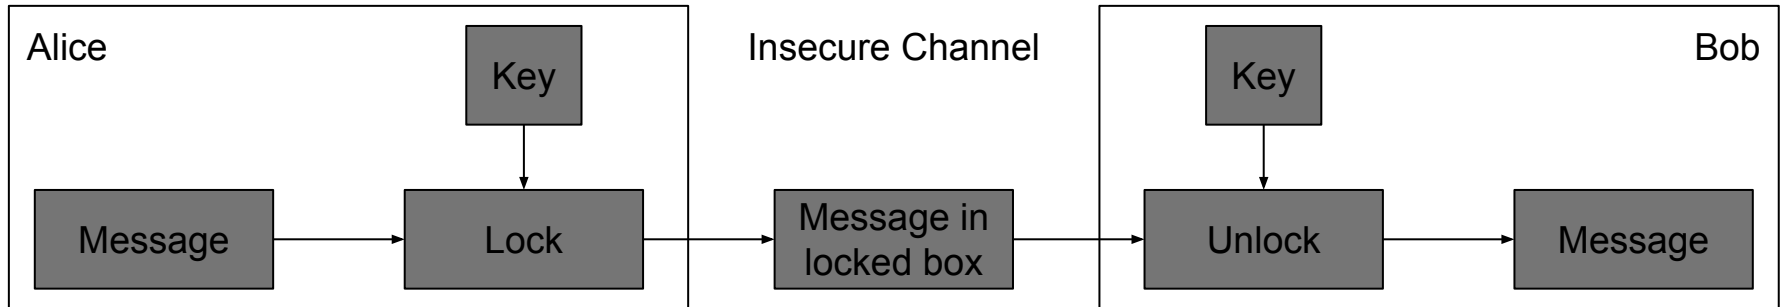 Alice
Key
Insecure Channel
Key
Bob
Message
Lock
Message in
locked box
Unlock
Message